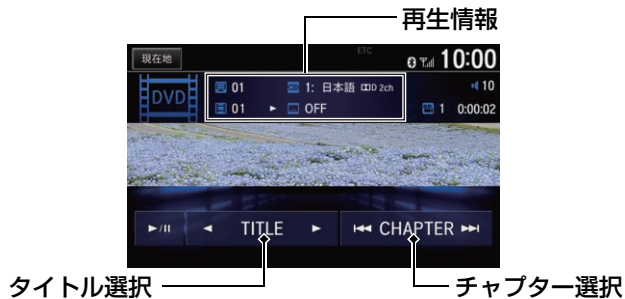 再生情報
現在地
ETC
10:00
DVD
01
1: 日本語 DD 2ch
10
01
OFF
1 0:00:02
TITLE
CHAPTER
タイトル選択
チャプター選択